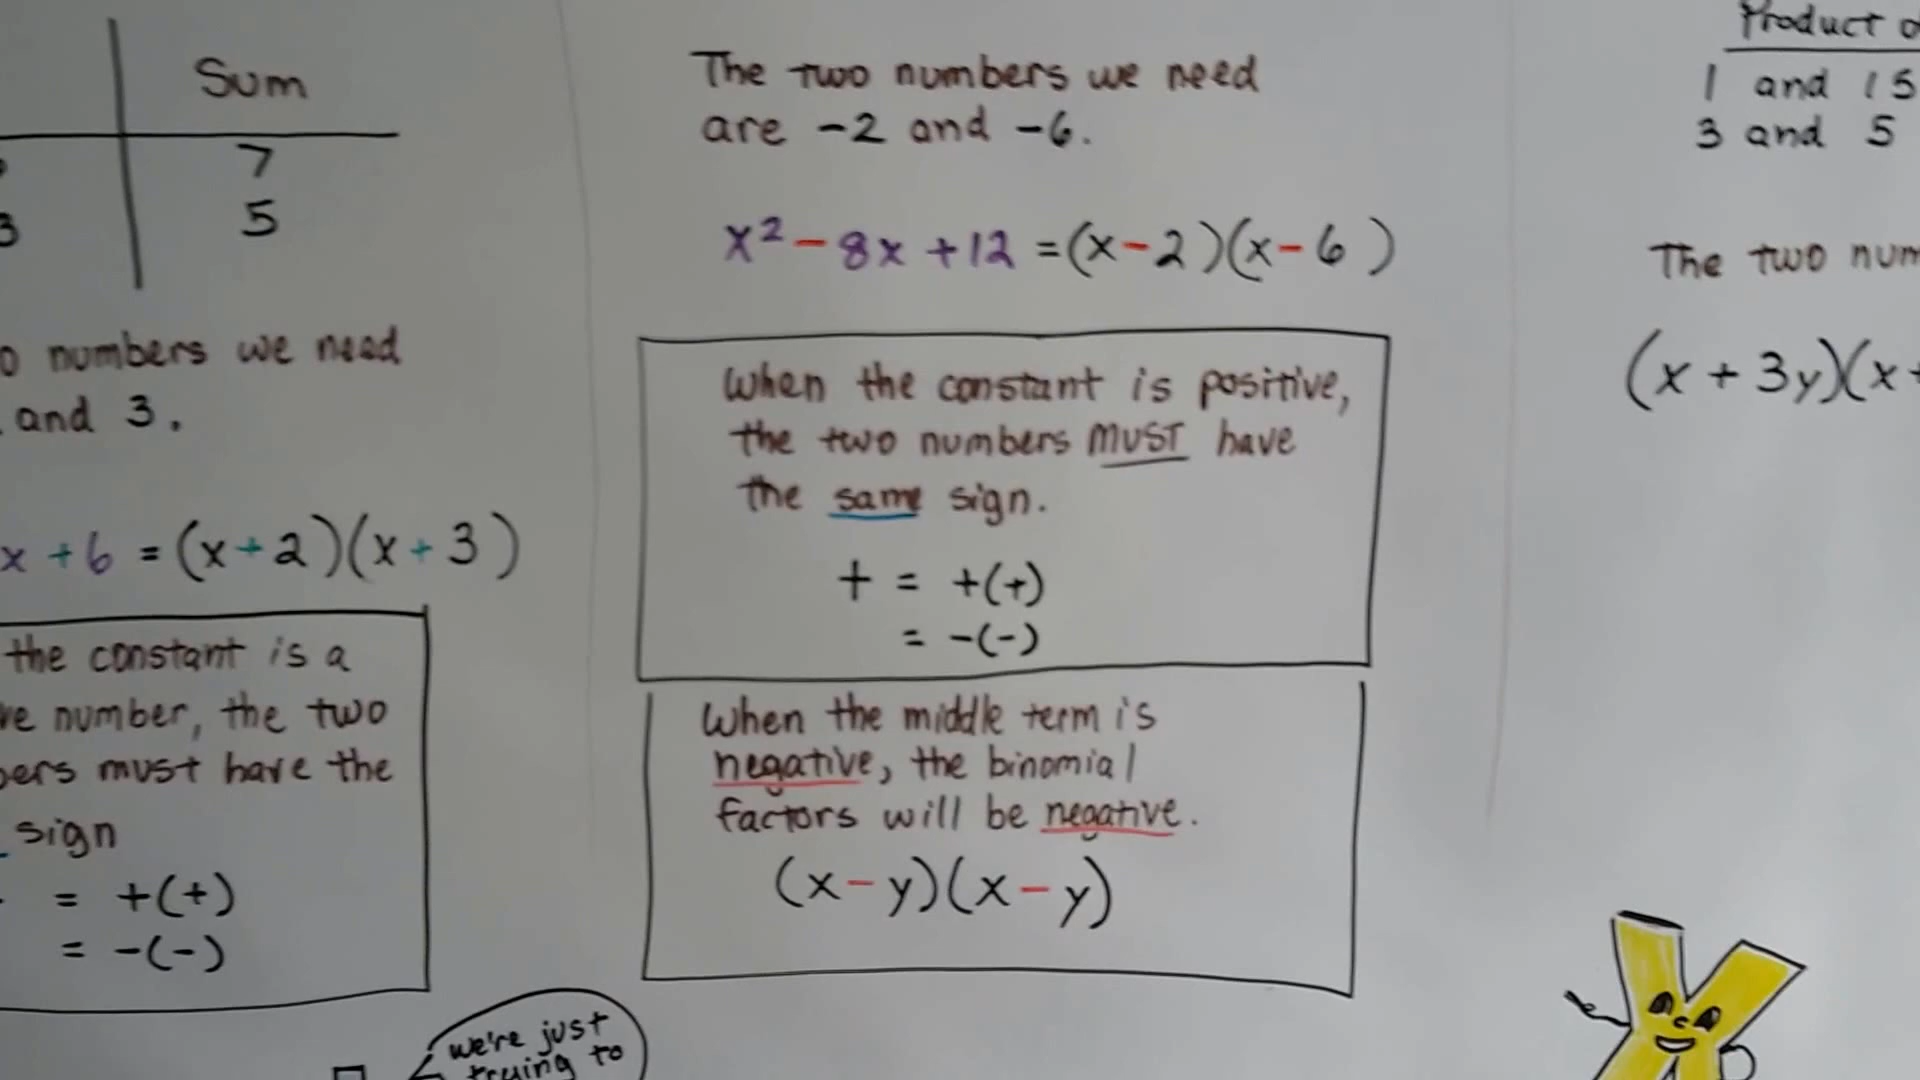 Sum
7
3 5
numbers we need
and 3.
x + 6 = (x + 2)(x + 3)
the constant is a
number, the two
must have the
sign
= +(+)
= -(-)
we're just
trying to
The two numbers we need
are -2 and -6.
x² - 8x + 12 = (x - 2)(x - 6)
When the constant is positive,
the two numbers MUST have
the same sign.
+ = +(+)
= -(-)
When the middle term is
negative, the binomial
factors will be negative.
(x - y)(x - y)
Product
1 and 15
3 and 5
The two
(x + 3y)(x +